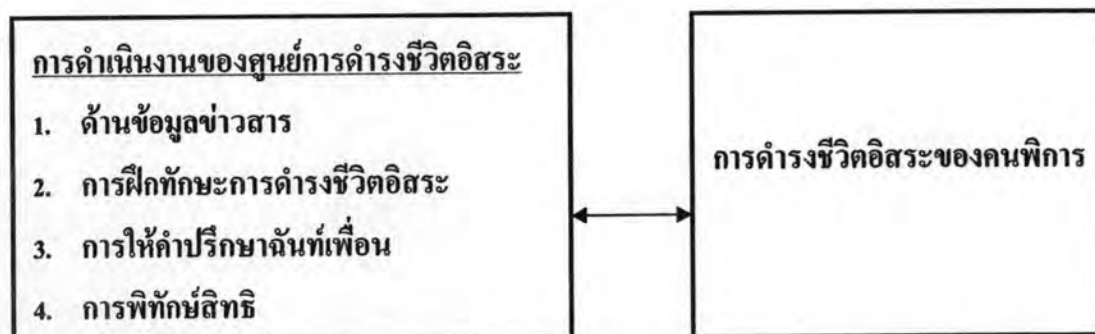 การดำเนินงานของศูนย์การดำรงชีวิตอิสระ
1. ด้านข้อมูลข่าวสาร
2. การฝึกทักษะการดำรงชีวิตอิสระ
3. การให้คำปรึกษาฉันท์เพื่อน
4. การพิทักษ์สิทธิ
การดำรงชีวิตอิสระของคนพิการ